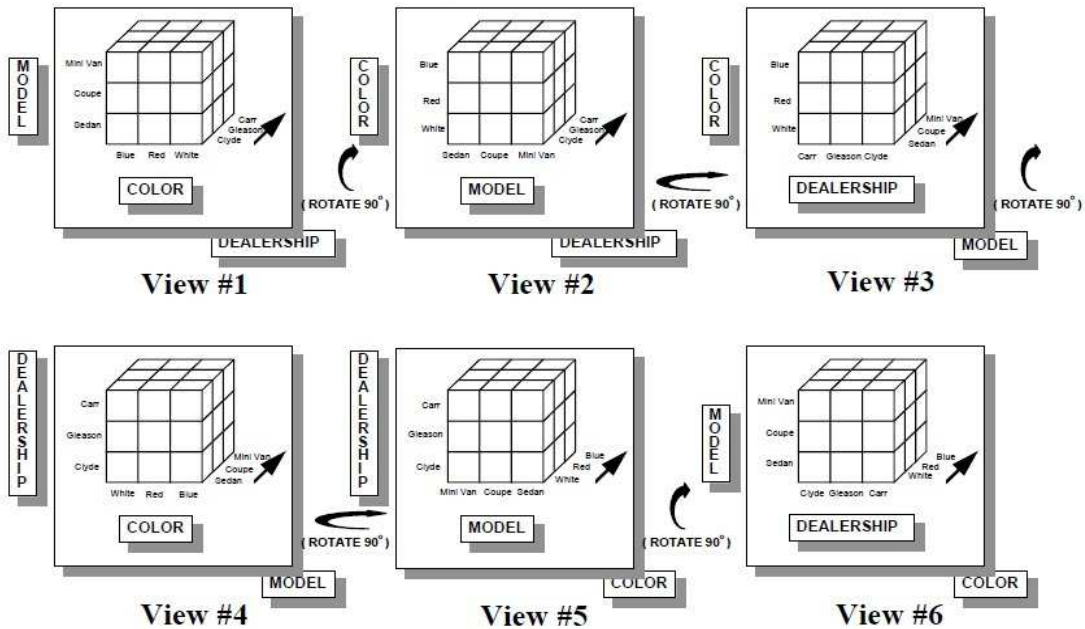 MODEL
Mini Van
Coupe
Sedan
Blue Red White
Carr
Gleason
Clyde
COLOR
DEALERSHIP
View #1
( ROTATE 90° )
COLOR
Blue
Red
White
Sedan Coupe Mini Van
Carr
Gleason
Clyde
MODEL
DEALERSHIP
View #2
( ROTATE 90° )
COLOR
Blue
Red
White
Carr Gleason Clyde
Mini Van
Coupe
Sedan
DEALERSHIP
MODEL
View #3
( ROTATE 90° )
DEALERSHIP
Carr
Gleason
Clyde
White Red Blue
Mini Van
Coupe
Sedan
COLOR
MODEL
View #4
( ROTATE 90° )
DEALERSHIP
Carr
Gleason
Clyde
Mini Van Coupe Sedan
Blue
Red
White
MODEL
COLOR
View #5
( ROTATE 90° )
MODEL
Mini Van
Coupe
Sedan
Clyde Gleason Carr
Blue
Red
White
DEALERSHIP
COLOR
View #6